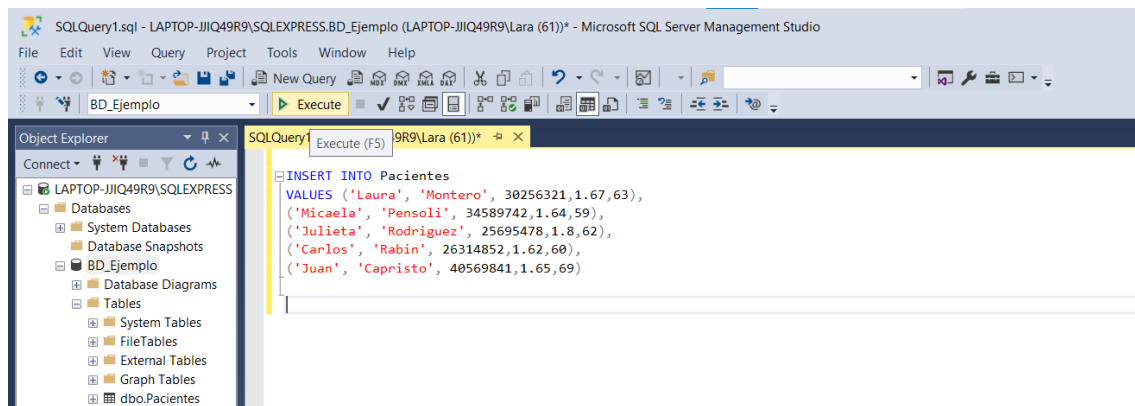 SQLQuery1.sql - LAPTOP-JJIQ49R9\SQLEXPRESS.BD_Ejemplo (LAPTOP-JJIQ49R9\Lara (61))* - Microsoft SQL Server Management Studio
File Edit View Query Project Tools Window Help
New Query MDX DMX XMLA DAX
BD_Ejemplo Execute
Object Explorer SQLQuery1 9R9\Lara (61))*
Execute (F5)
Connect
LAPTOP-JJIQ49R9\SQLEXPRESS
Databases
System Databases
Database Snapshots
BD_Ejemplo
Database Diagrams
Tables
System Tables
FileTables
External Tables
Graph Tables
dbo.Pacientes
INSERT INTO Pacientes
VALUES ('Laura', 'Montero', 30256321,1.67,63),
('Micaela', 'Pensoli', 34589742,1.64,59),
('Julieta', 'Rodriguez', 25695478,1.8,62),
('Carlos', 'Rabin', 26314852,1.62,60),
('Juan', 'Capristo', 40569841,1.65,69)